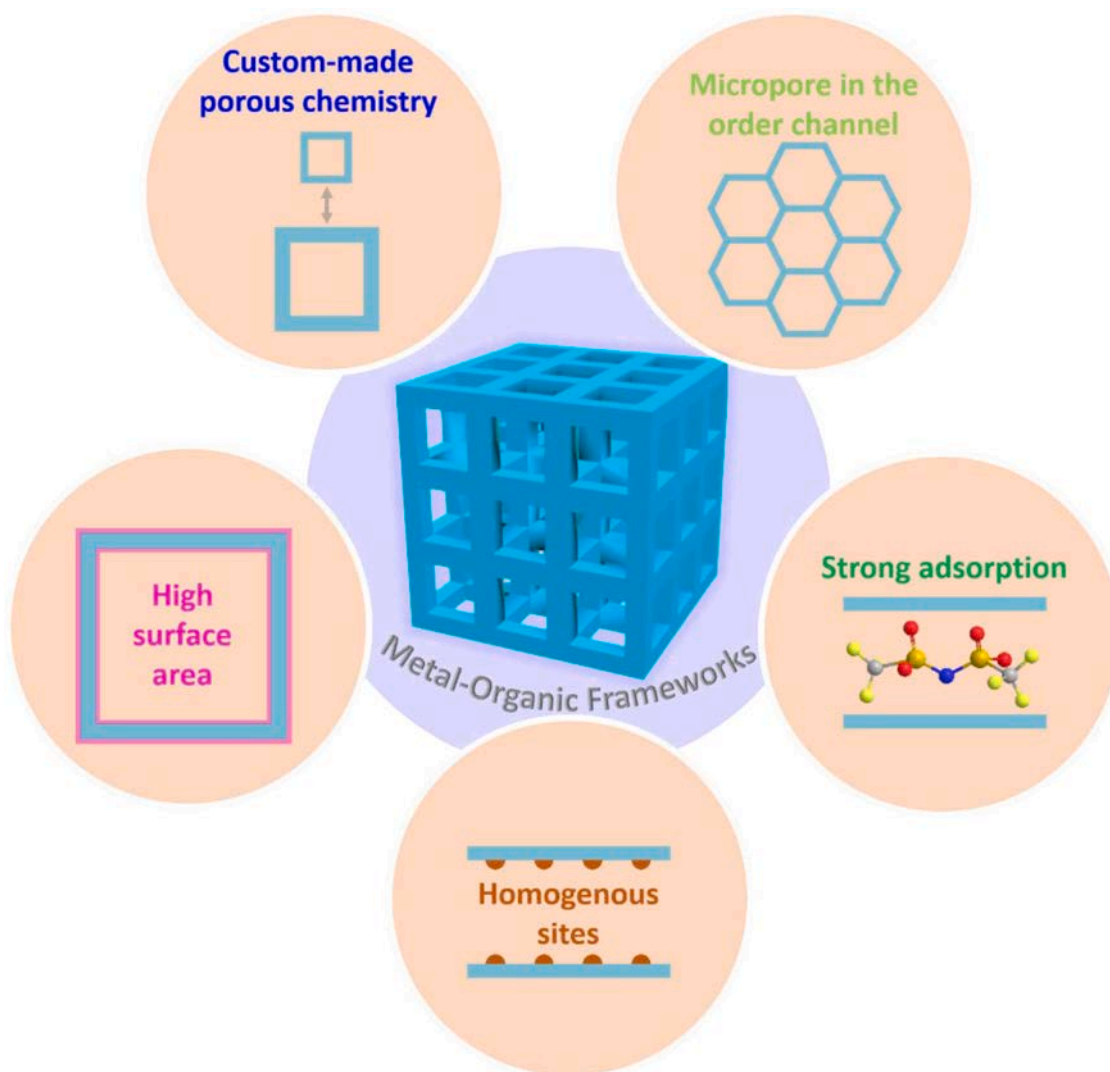 Custom-made
porous chemistry
Micropore in the
order channel
High
surface
area
Metal-Organic Frameworks
Strong adsorption
Homogenous
sites